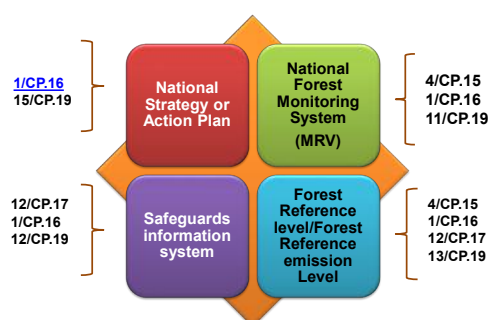 1/CP.16
15/CP.19
National
Strategy or
Action Plan
National
Forest
Monitoring
System
(MRV)
4/CP.15
1/CP.16
11/CP.19
12/CP.17
1/CP.16
12/CP.19
Safeguards
information
system
Forest
Reference
level/Forest
Reference
emission
Level
4/CP.15
1/CP.16
12/CP.17
13/CP.19